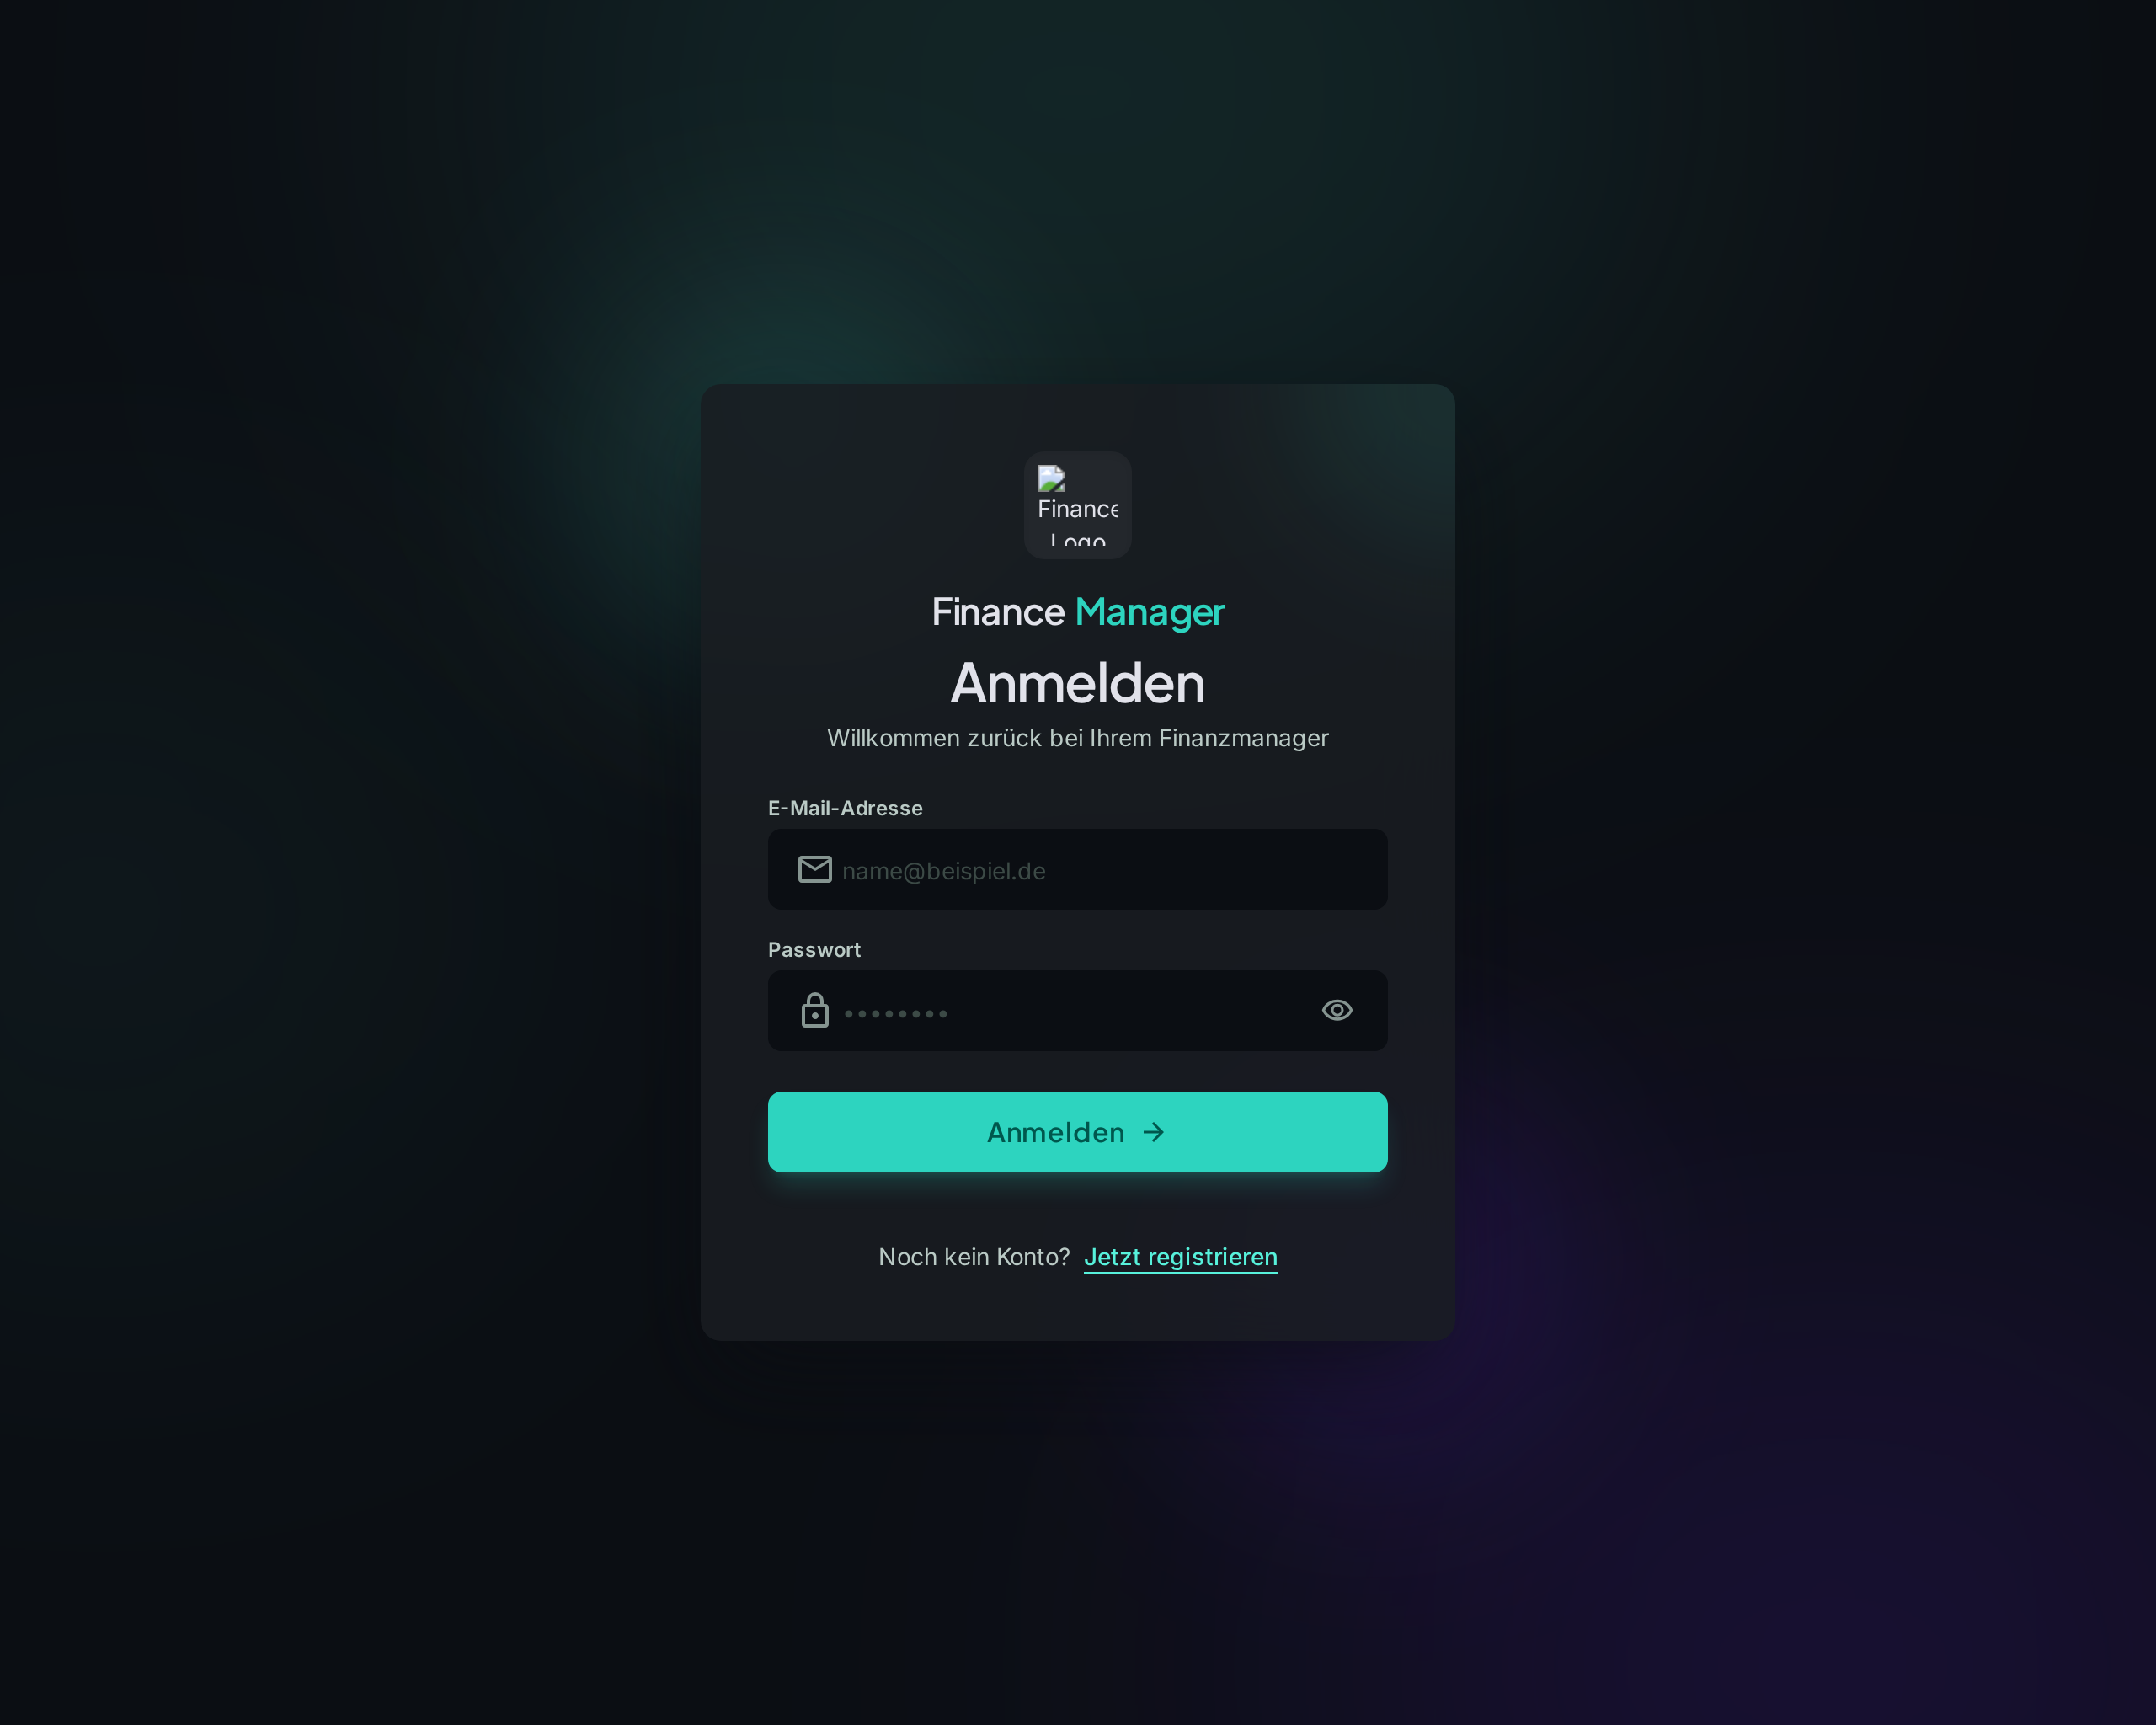 Finance
Logo
Finance Manager
Anmelden
Willkommen zurück bei Ihrem Finanzmanager
E-Mail-Adresse
name@beispiel.de
Passwort
••••••••
Anmelden →
Noch kein Konto? Jetzt registrieren